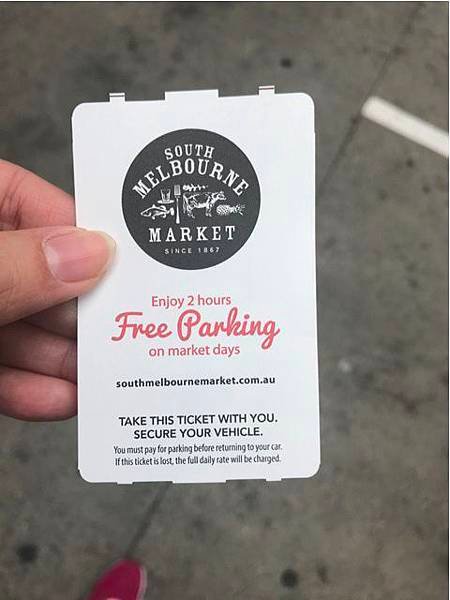 SOUTH
MELBOURNE
MARKET
SINCE 1867
Enjoy 2 hours
Free Parking
on market days
southmelbournemarket.com.au
TAKE THIS TICKET WITH YOU.
SECURE YOUR VEHICLE.
You must pay for parking before returning to your car.
If this ticket is lost, the full daily rate will be charged.